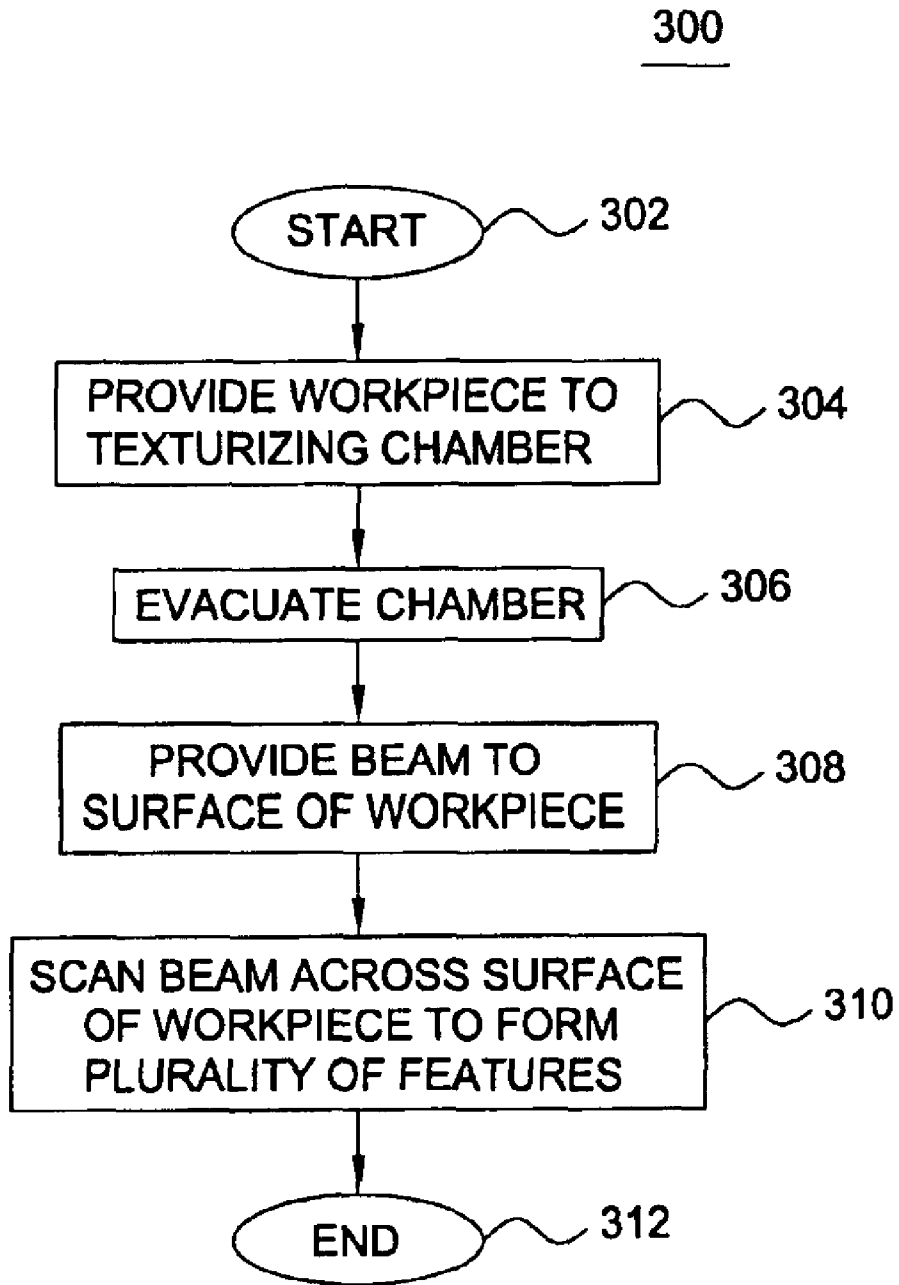 300
START
302
PROVIDE WORKPIECE TO
TEXTURIZING CHAMBER
304
EVACUATE CHAMBER
306
PROVIDE BEAM TO
SURFACE OF WORKPIECE
308
SCAN BEAM ACROSS SURFACE
OF WORKPIECE TO FORM
PLURALITY OF FEATURES
310
END
312